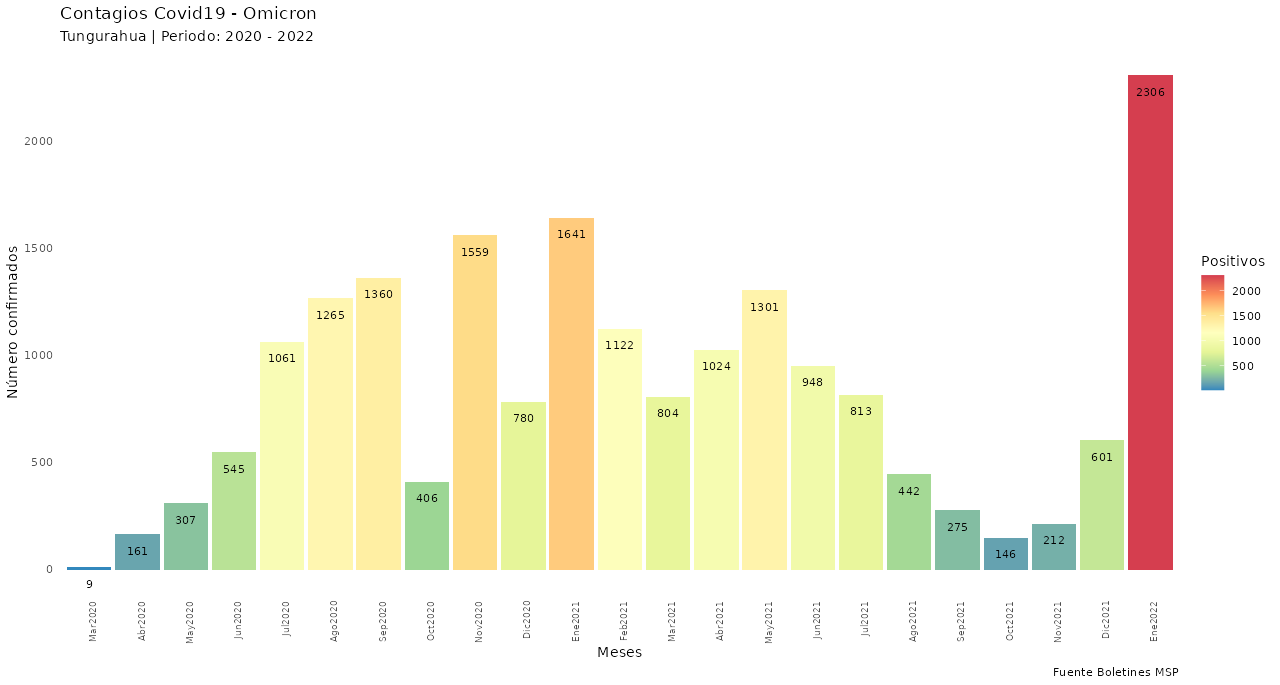 Contagios Covid19 - Omicron
Tungurahua | Periodo: 2020 - 2022
Número confirmados
2000
1500
1000
500
0
9
161
307
545
1061
1265
1360
406
1559
780
1641
1122
804
1024
1301
948
813
442
275
146
212
601
2306
Mar2020
Abr2020
May2020
Jun2020
Jul2020
Ago2020
Sep2020
Oct2020
Nov2020
Dic2020
Ene2021
Feb2021
Mar2021
Abr2021
May2021
Jun2021
Jul2021
Ago2021
Sep2021
Oct2021
Nov2021
Dic2021
Ene2022
Meses
Positivos
2000
1500
1000
500
Fuente Boletines MSP